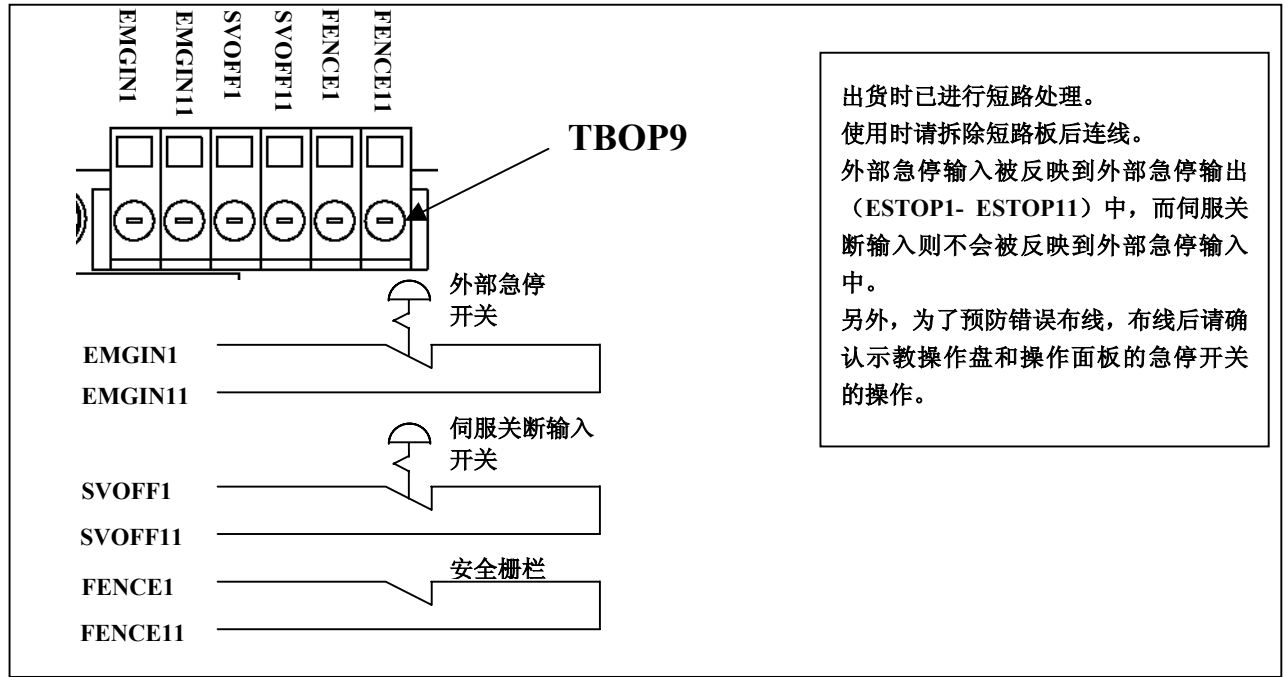 EMGIN1
EMGIN11
SVOFF1
SVOFF11
FENCE1
FENCE11
TBOP9
外部急停
开关
EMGIN1
EMGIN11
伺服关断输入
开关
SVOFF1
SVOFF11
安全栅栏
FENCE1
FENCE11
出货时已进行短路处理。
使用时请拆除短路板后连线。
外部急停输入被反映到外部急停输出
（ESTOP1- ESTOP11）中，而伺服关
断输入则不会被反映到外部急停输入
中。
另外，为了预防错误布线，布线后请确
认示教操作盘和操作面板的急停开关
的操作。